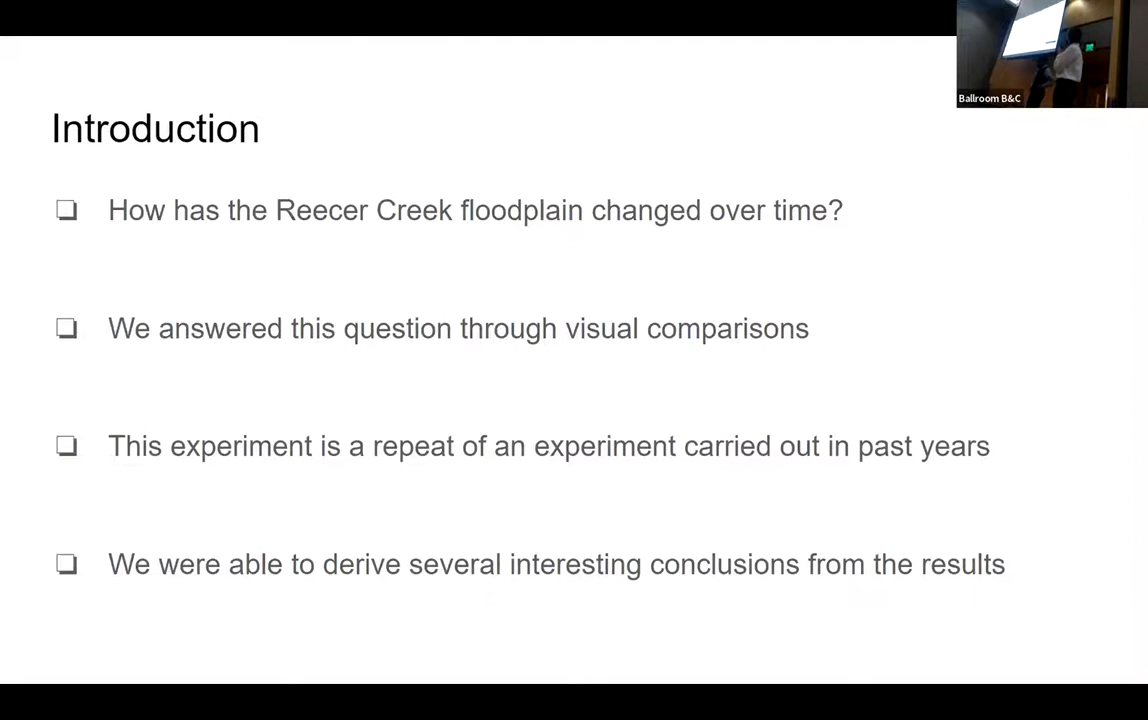 Ballroom B&C
Introduction
How has the Reecer Creek floodplain changed over time?
We answered this question through visual comparisons
This experiment is a repeat of an experiment carried out in past years
We were able to derive several interesting conclusions from the results